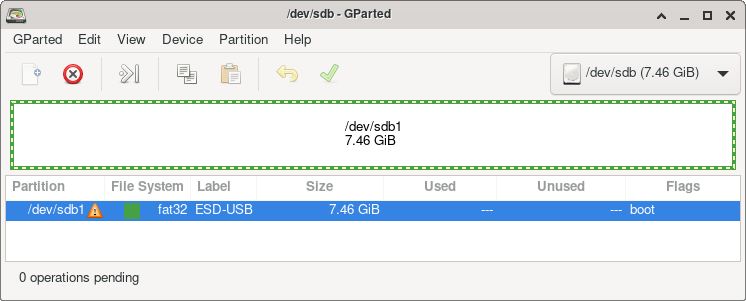 /dev/sdb - GParted
GParted Edit View Device Partition Help
/dev/sdb (7.46 GiB)
/dev/sdb1
7.46 GiB
Partition File System Label Size Used Unused Flags
/dev/sdb1 fat32 ESD-USB 7.46 GiB --- --- boot
0 operations pending